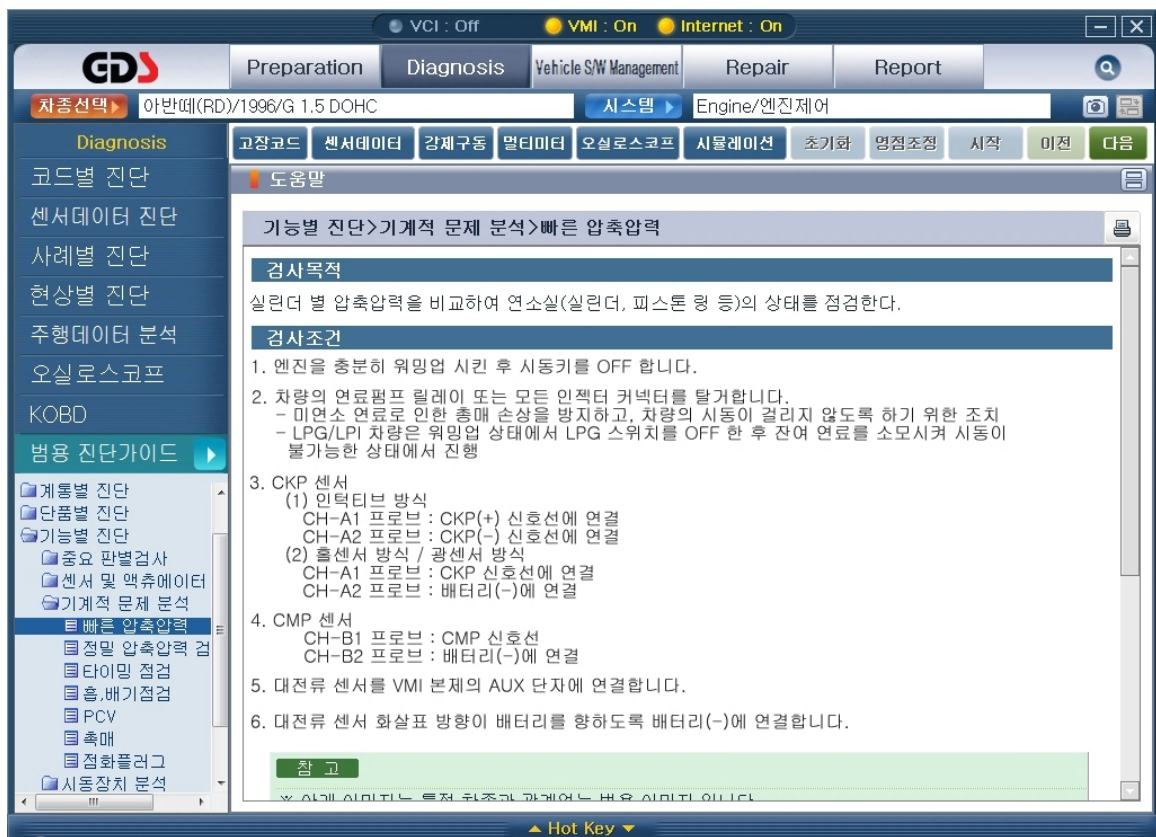 VCI : Off
VMI : On
Internet : On
GDS
Preparation
Diagnosis
Vehicle S/W Management
Repair
Report
차종선택
아반떼(RD)/1996/G 1.5 DOHC
시스템
Engine/엔진제어
Diagnosis
고장코드
센서데이터
강제구동
멀티미터
오실로스코프
시뮬레이션
초기화
영점조정
시작
이전
다음
코드별 진단
센서데이터 진단
사례별 진단
현상별 진단
주행데이터 분석
오실로스코프
KOBD
범용 진단가이드
계통별 진단
단품별 진단
기능별 진단
중요 판별검사
센서 및 액츄에이터
기계적 문제 분석
빠른 압축압력
정밀 압축압력 검
타이밍 점검
흡,배기점검
PCV
촉매
점화플러그
시동장치 분석
도움말
기능별 진단>기계적 문제 분석>빠른 압축압력
검사목적
실린더 별 압축압력을 비교하여 연소실(실린더, 피스톤 링 등)의 상태를 점검한다.
검사조건
1. 엔진을 충분히 워밍업 시킨 후 시동키를 OFF 합니다.
2. 차량의 연료펌프 릴레이 또는 모든 인젝터 커넥터를 탈거합니다.
- 미연소 연료로 인한 촉매 손상을 방지하고, 차량의 시동이 걸리지 않도록 하기 위한 조치
- LPG/LPI 차량은 워밍업 상태에서 LPG 스위치를 OFF 한 후 잔여 연료를 소모시켜 시동이
불가능한 상태에서 진행
3. CKP 센서
(1) 인턱티브 방식
CH-A1 프로브 : CKP(+) 신호선에 연결
CH-A2 프로브 : CKP(-) 신호선에 연결
(2) 홀센서 방식 / 광센서 방식
CH-A1 프로브 : CKP 신호선에 연결
CH-A2 프로브 : 배터리(-)에 연결
4. CMP 센서
CH-B1 프로브 : CMP 신호선
CH-B2 프로브 : 배터리(-)에 연결
5. 대전류 센서를 VMI 본체의 AUX 단자에 연결합니다.
6. 대전류 센서 화살표 방향이 배터리를 향하도록 배터리(-)에 연결합니다.
참 고
※ 아래 이미지는 특정 차종과 관계없는 범용 이미지 입니다
Hot Key